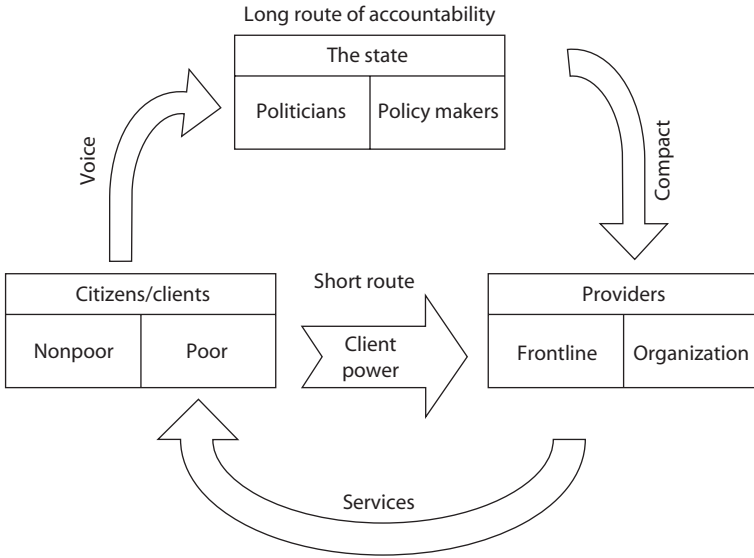 Long route of accountability
The state
Politicians
Policy makers
Voice
Compact
Citizens/clients
Nonpoor
Poor
Short route
Client
power
Providers
Frontline
Organization
Services